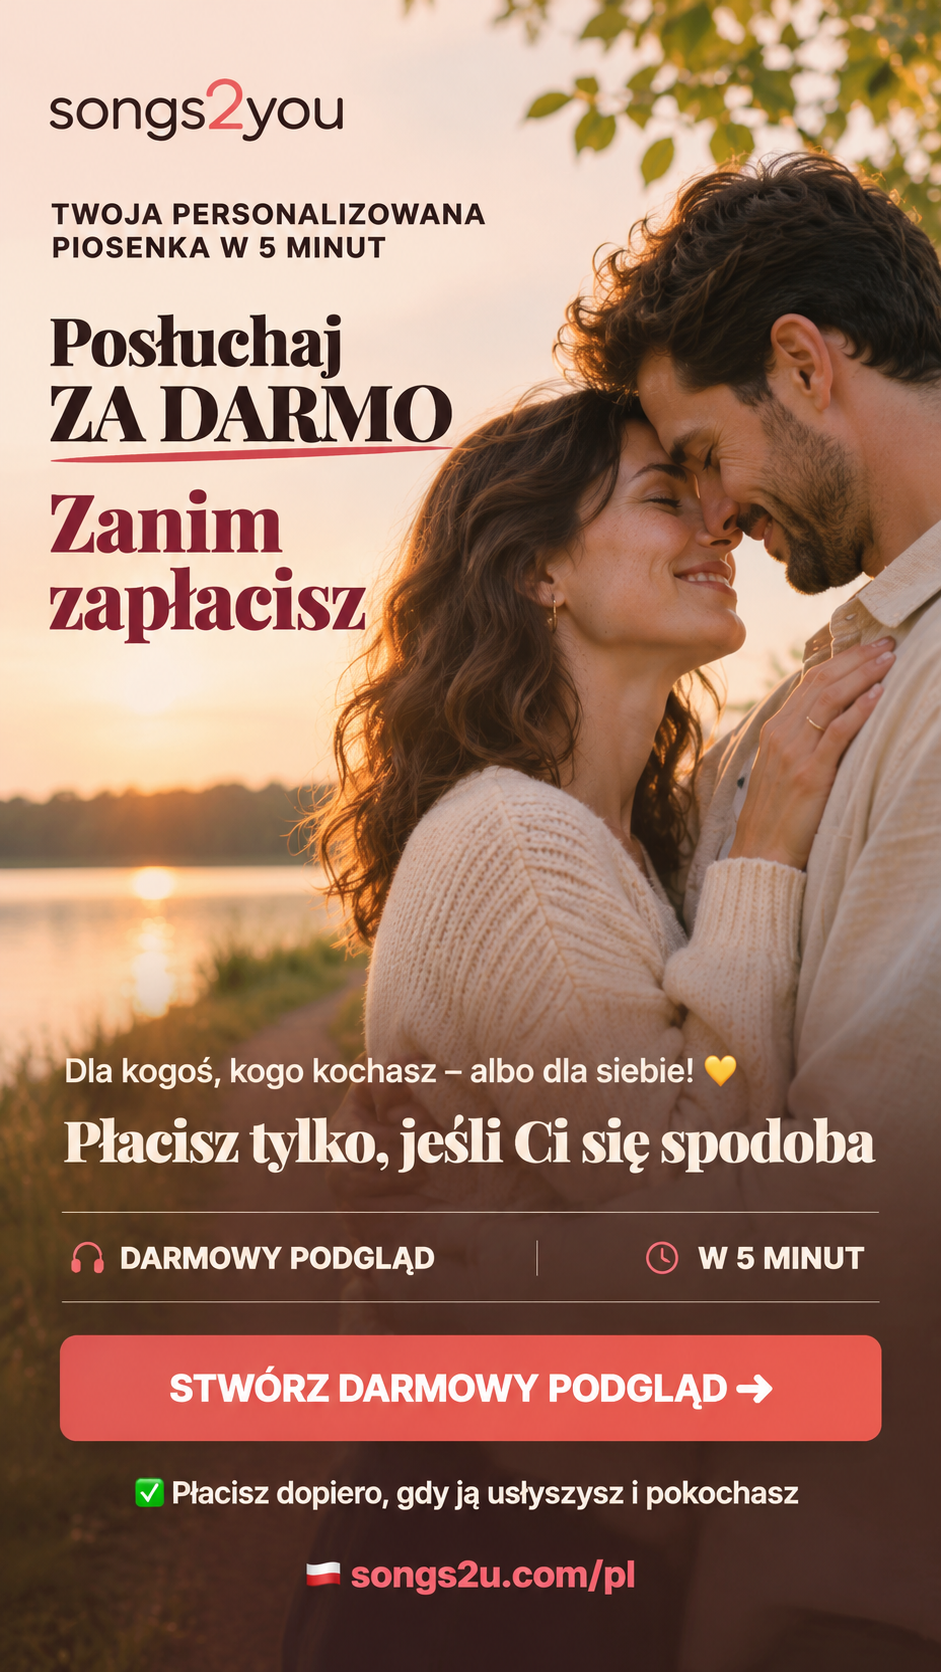 songs2you
TWOJA PERSONALIZOWANA
PIOSENKA W 5 MINUT
Posłuchaj
ZA DARMO
Zanim
zapłacisz
Dla kogoś, kogo kochasz – albo dla siebie! 💛
Płacisz tylko, jeśli Ci się spodoba
DARMOWY PODGLĄD
W 5 MINUT
STWÓRZ DARMOWY PODGLĄD →
✅ Płacisz dopiero, gdy ją usłyszysz i pokochasz
🇵🇱 songs2u.com/pl